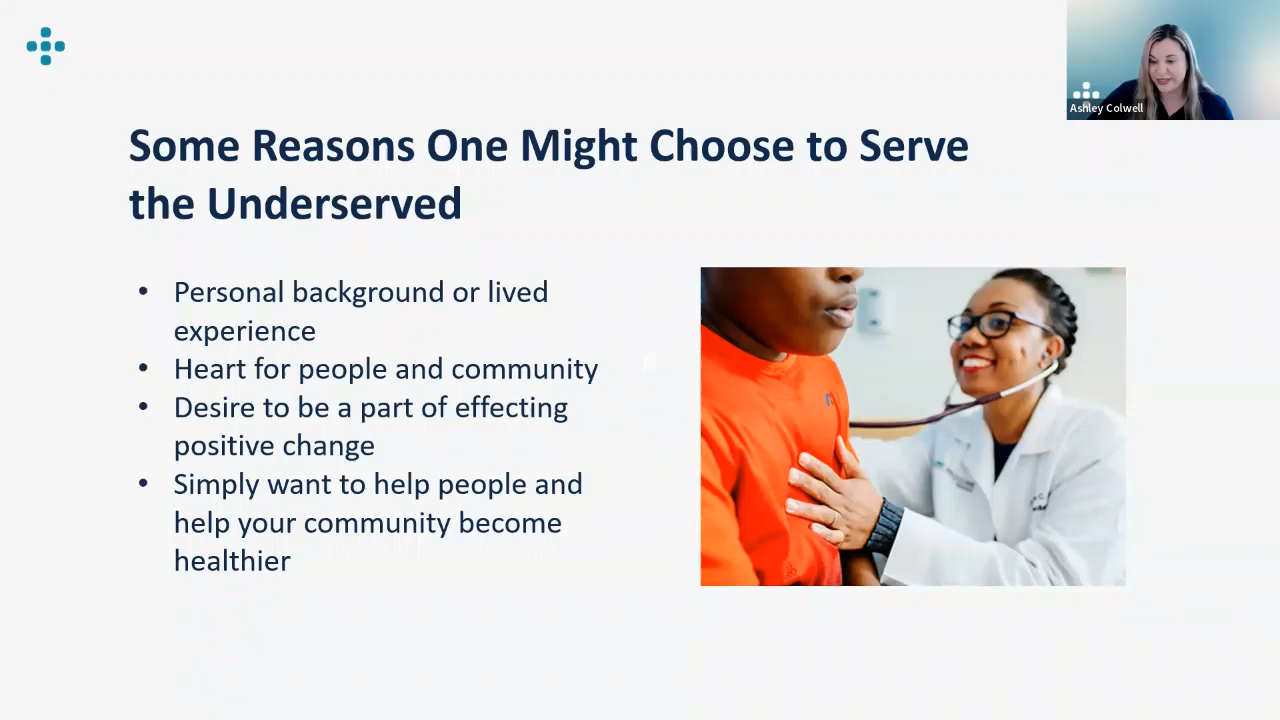 Ashley Colwell
Some Reasons One Might Choose to Serve
the Underserved
• Personal background or lived
experience
• Heart for people and community
• Desire to be a part of effecting
positive change
• Simply want to help people and
help your community become
healthier